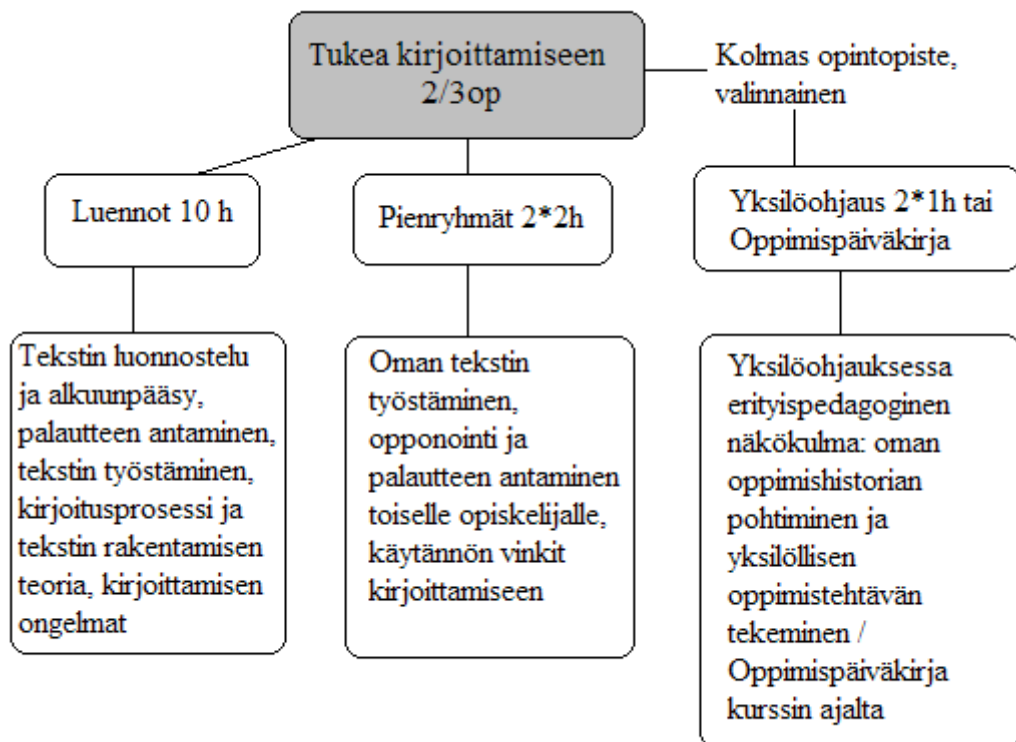 Tukea kirjoittamiseen
2/3op
Kolmas opintopiste,
valinnainen
Luennot 10 h
Pienryhmät 2*2h
Yksilöohjaus 2*1h tai
Oppimispäiväkirja
Tekstin luonnostelu
ja alkuunpääsy,
palautteen antaminen,
tekstin työstäminen,
kirjoitusprosessi ja
tekstin rakentamisen
teoria, kirjoittamisen
ongelmat
Oman tekstin
työstäminen,
opponointi ja
palautteen antaminen
toiselle opiskelijalle,
käytännön vinkit
kirjoittamiseen
Yksilöohjauksessa
erityispedagoginen
näkökulma: oman
oppimishistorian
pohtiminen ja
yksilöllisen
oppimistehtävän
tekeminen /
Oppimispäiväkirja
kurssin ajalta